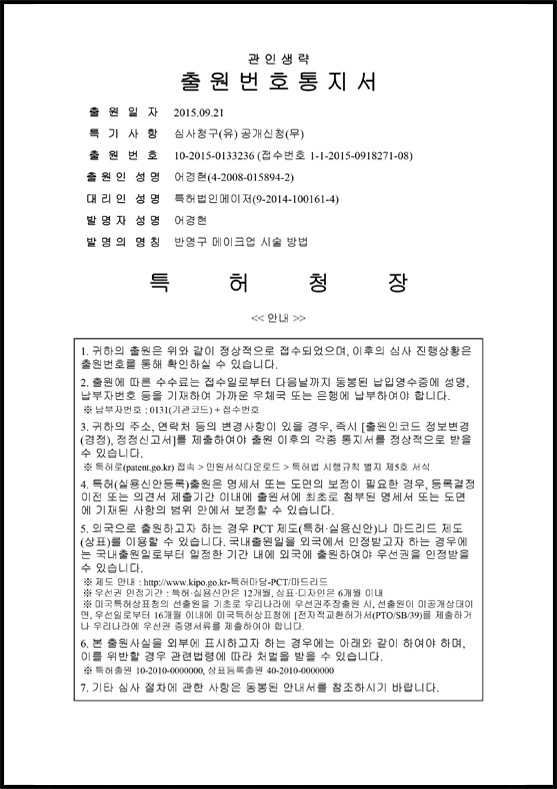 관 인 생 략
출 원 번 호 통 지 서
출 원 일 자 2015.09.21
특 기 사 항 심사청구(유) 공개신청(무)
출 원 번 호 10-2015-0133236 (접수번호 1-1-2015-0918271-08)
출원인 성명 어경현(4-2008-015894-2)
대리인 성명 특허법인메이저(9-2014-100161-4)
발명자 성명 어경현
발명의 명칭 반영구 메이크업 시술 방법
특 허 청 장
<< 안내 >>
1. 귀하의 출원은 위와 같이 정상적으로 접수되었으며, 이후의 심사 진행상황은
출원번호를 통해 확인하실 수 있습니다.
2. 출원에 따른 수수료는 접수일로부터 다음날까지 동봉된 납입영수증에 성명,
납부자번호 등을 기재하여 가까운 우체국 또는 은행에 납부하여야 합니다.
※ 납부자번호 : 0131(기관코드) + 접수번호
3. 귀하의 주소, 연락처 등의 변경사항이 있을 경우, 즉시 [출원인코드 정보변경
(경정), 정정신고서]를 제출하여야 출원 이후의 각종 통지서를 정상적으로 받을
수 있습니다.
※ 특허로(patent.go.kr) 접속 > 민원서식다운로드 > 특허법 시행규칙 별지 제5호 서식
4. 특허(실용신안등록)출원은 명세서 또는 도면의 보정이 필요한 경우, 등록결정
이전 또는 의견서 제출기간 이내에 출원서에 최초로 첨부된 명세서 또는 도면
에 기재된 사항의 범위 안에서 보정할 수 있습니다.
5. 외국으로 출원하고자 하는 경우 PCT 제도(특허·실용신안)나 마드리드 제도
(상표)를 이용할 수 있습니다. 국내출원일을 외국에서 인정받고자 하는 경우에
는 국내출원일로부터 일정한 기간 내에 외국에 출원하여야 우선권을 인정받을
수 있습니다.
※ 제도 안내 : http://www.kipo.go.kr-특허마당-PCT/마드리드
※ 우선권 인정기간 : 특허·실용신안은 12개월, 상표·디자인은 6개월 이내
※ 미국특허상표청의 선출원을 기초로 우리나라에 우선권주장출원 시, 선출원이 미공개상태이
면, 우선일로부터 16개월 이내에 미국특허상표청에 [전자적교환허가서(PTO/SB/39)를 제출하거
나 우리나라에 우선권 증명서류를 제출하여야 합니다.
6. 본 출원사실을 외부에 표시하고자 하는 경우에는 아래와 같이 하여야 하며,
이를 위반할 경우 관련법령에 따라 처벌을 받을 수 있습니다.
※ 특허출원 10-2010-0000000, 상표등록출원 40-2010-0000000
7. 기타 심사 절차에 관한 사항은 동봉된 안내서를 참조하시기 바랍니다.